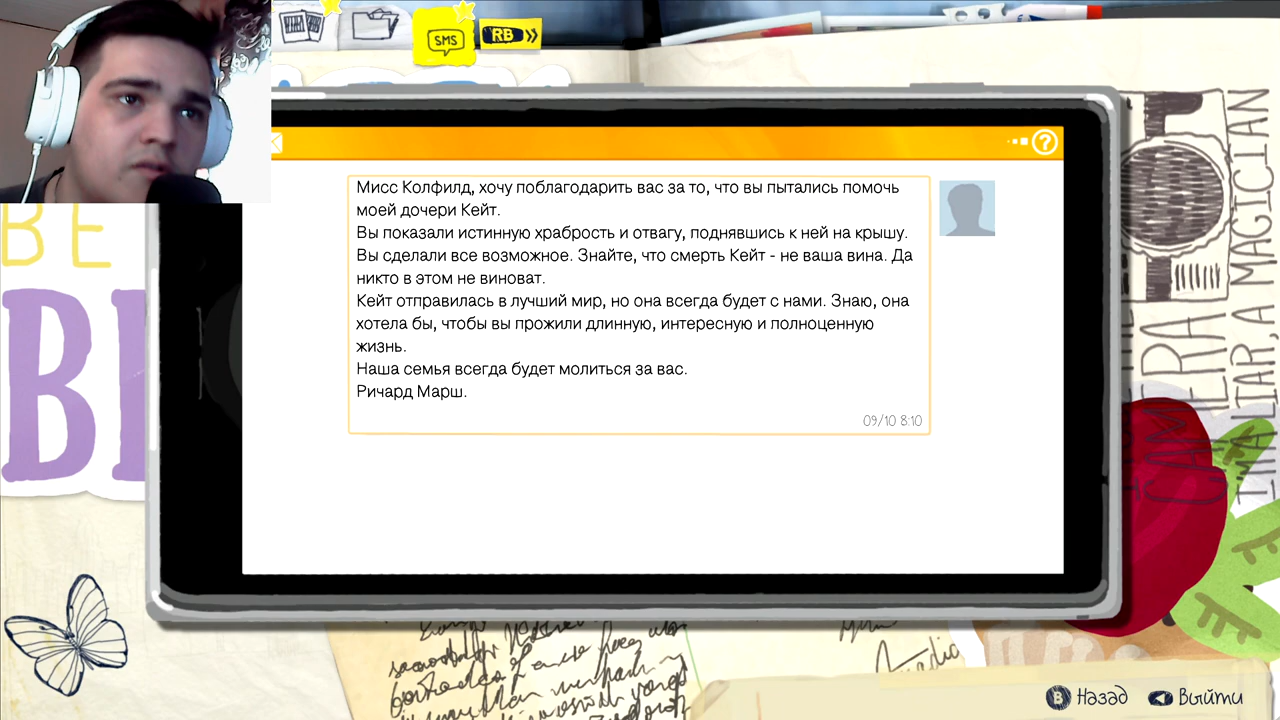 SMS
RB
Мисс Колфилд, хочу поблагодарить вас за то, что вы пытались помочь
моей дочери Кейт.
Вы показали истинную храбрость и отвагу, поднявшись к ней на крышу.
Вы сделали все возможное. Знайте, что смерть Кейт - не ваша вина. Да
никто в этом не виноват.
Кейт отправилась в лучший мир, но она всегда будет с нами. Знаю, она
хотела бы, чтобы вы прожили длинную, интересную и полноценную
жизнь.
Наша семья всегда будет молиться за вас.
Ричард Марш.
09/10 8:10
?
BE
CAMERA
LIAR, A MAGICIAN
B Назад
Выйти